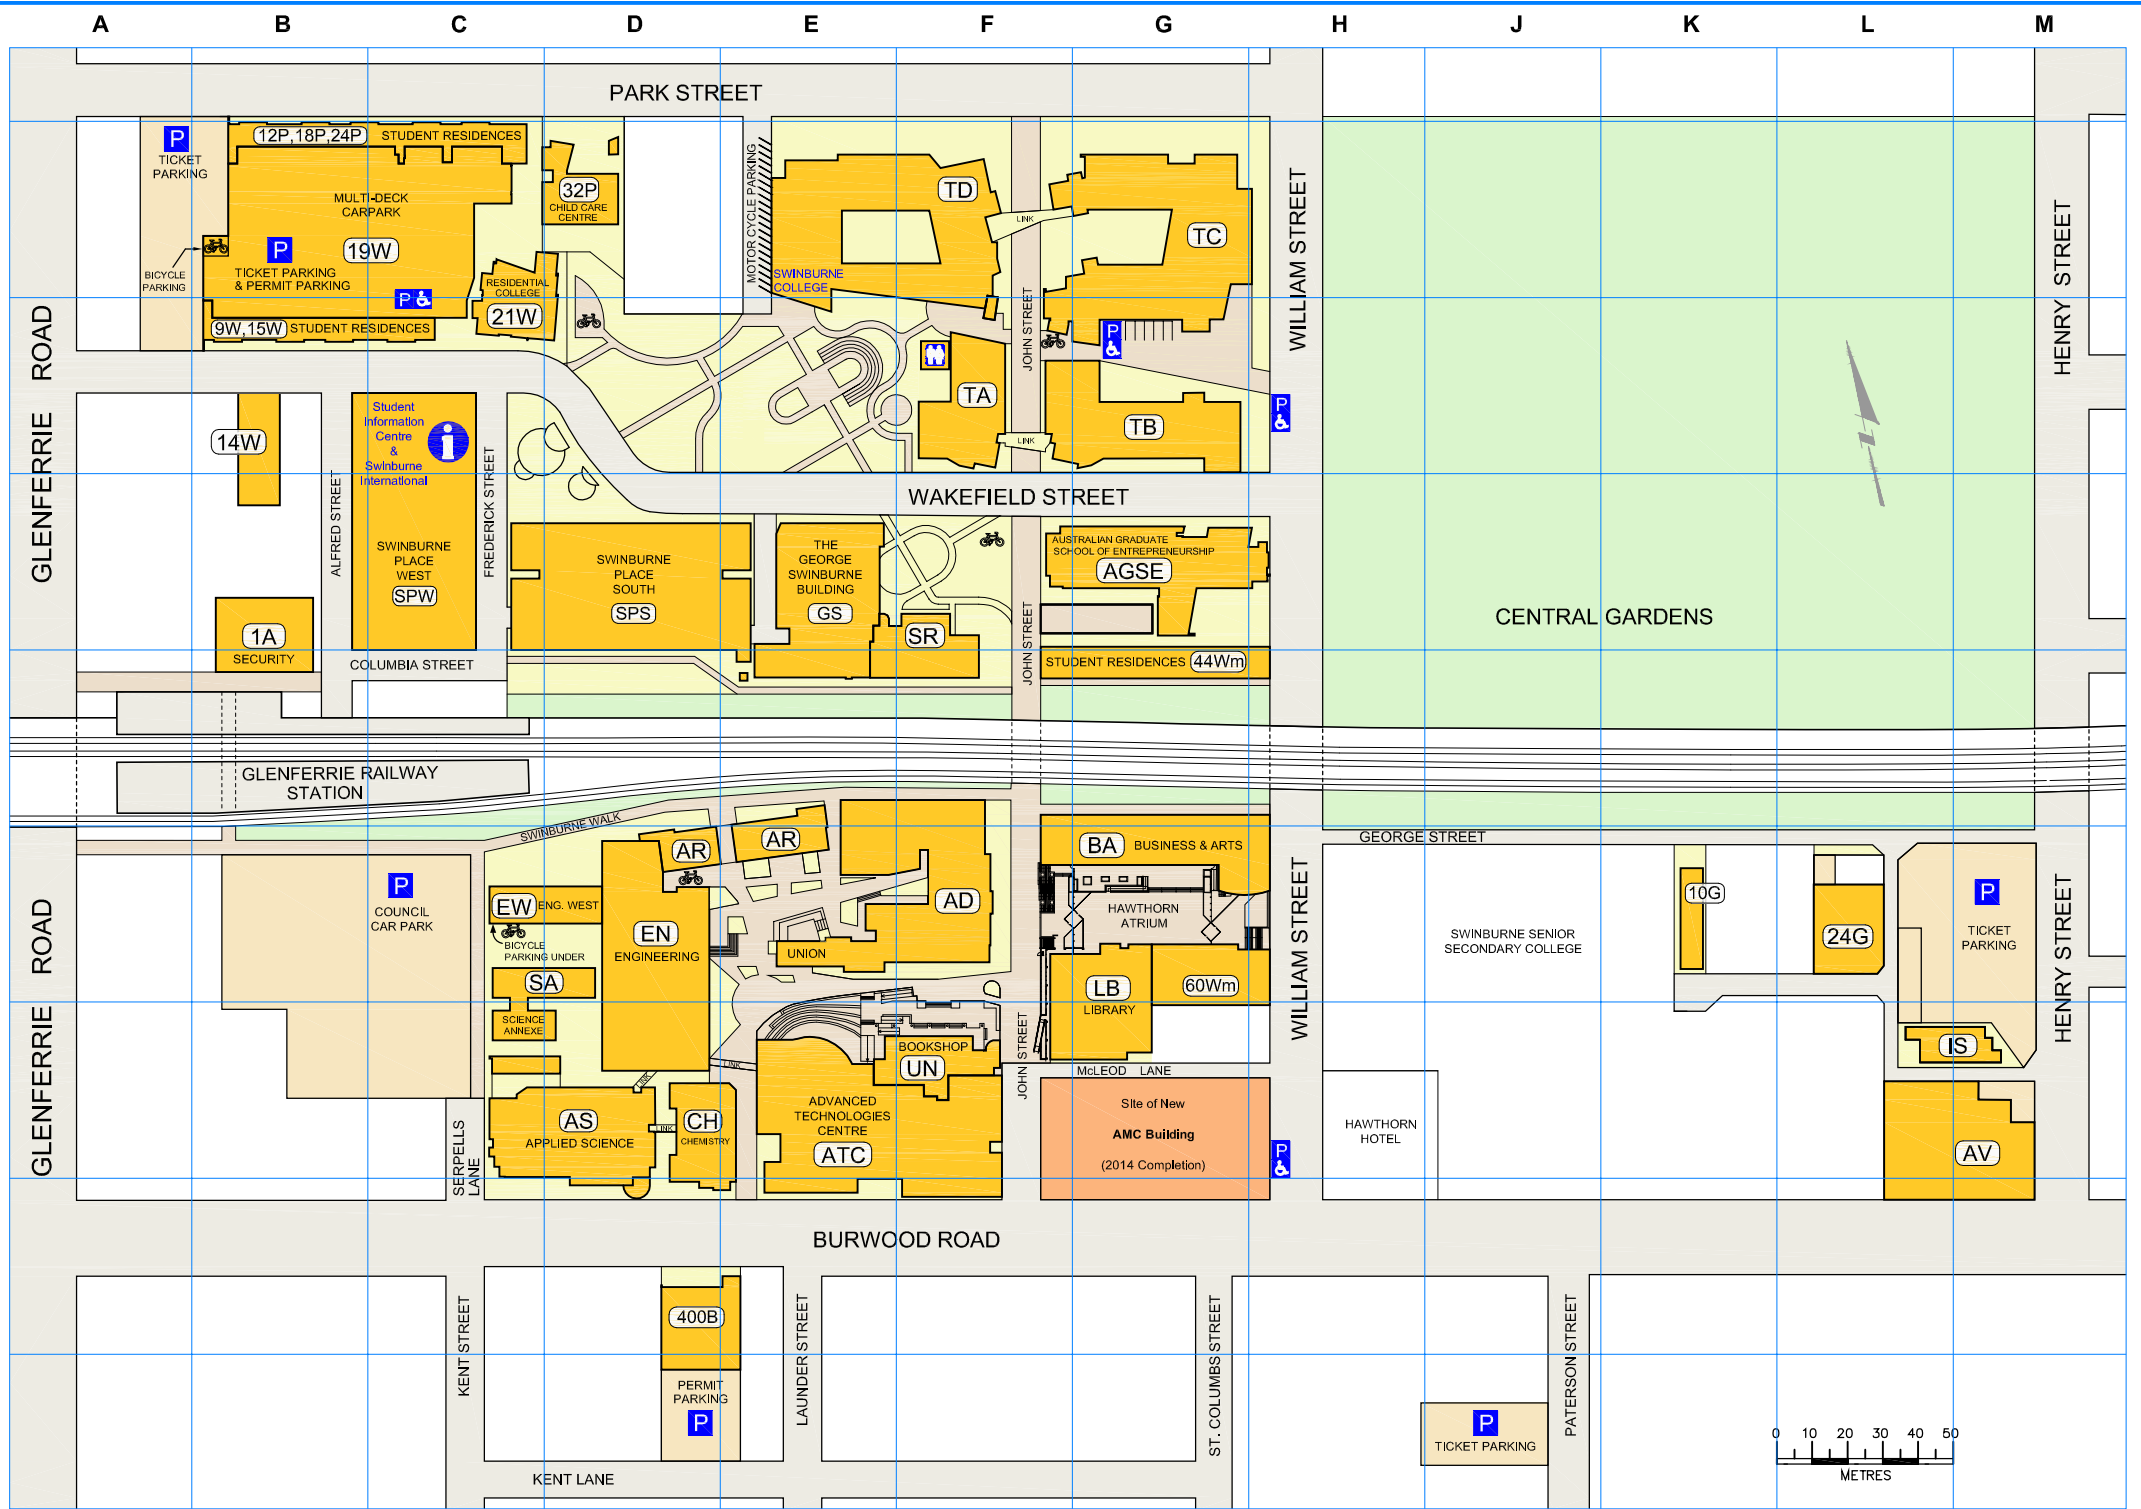 A B C D E F G H J K L M
PARK STREET
P
TICKET
PARKING
12P,18P,24P STUDENT RESIDENCES
MULTI-DECK
CARPARK
19W
P
TICKET PARKING
& PERMIT PARKING
P
BICYCLE
PARKING
9W,15W STUDENT RESIDENCES
32P
CHILD CARE
CENTRE
RESIDENTIAL
COLLEGE
21W
MOTOR CYCLE PARKING
TD
SWINBURNE
COLLEGE
LINK
TC
JOHN STREET
P
WILLIAM STREET
HENRY STREET
GLENFERRIE ROAD
TA
TB
LINK
P
14W
Student
Information
Centre
&
Swinburne
International
i
ALFRED STREET
FREDERICK STREET
SWINBURNE
PLACE
WEST
SPW
WAKEFIELD STREET
SWINBURNE
PLACE
SOUTH
SPS
THE
GEORGE
SWINBURNE
BUILDING
GS
SR
AUSTRALIAN GRADUATE
SCHOOL OF ENTREPRENEURSHIP
AGSE
JOHN STREET
STUDENT RESIDENCES 44Wm
CENTRAL GARDENS
1A
SECURITY
COLUMBIA STREET
GLENFERRIE RAILWAY
STATION
SWINBURNE WALK
AR
AR
BA BUSINESS & ARTS
GEORGE STREET
GLENFERRIE ROAD
P
COUNCIL
CAR PARK
EW ENG. WEST
BICYCLE
PARKING UNDER
EN
ENGINEERING
AD
UNION
HAWTHORN
ATRIUM
WILLIAM STREET
SWINBURNE SENIOR
SECONDARY COLLEGE
10G
24G
P
TICKET
PARKING
HENRY STREET
SA
SCIENCE
ANNEXE
LB
LIBRARY
60Wm
JOHN STREET
BOOKSHOP
UN
LINK
LINK
LINK
IS
McLEOD LANE
AS
APPLIED SCIENCE
CH
CHEMISTRY
ADVANCED
TECHNOLOGIES
CENTRE
ATC
Site of New
AMC Building
(2014 Completion)
P
HAWTHORN
HOTEL
AV
SERPELLS
LANE
BURWOOD ROAD
KENT STREET
400B
PERMIT
PARKING
P
LAUNDER STREET
ST. COLUMBS STREET
PATERSON STREET
P
TICKET PARKING
KENT LANE
0 10 20 30 40 50
METRES